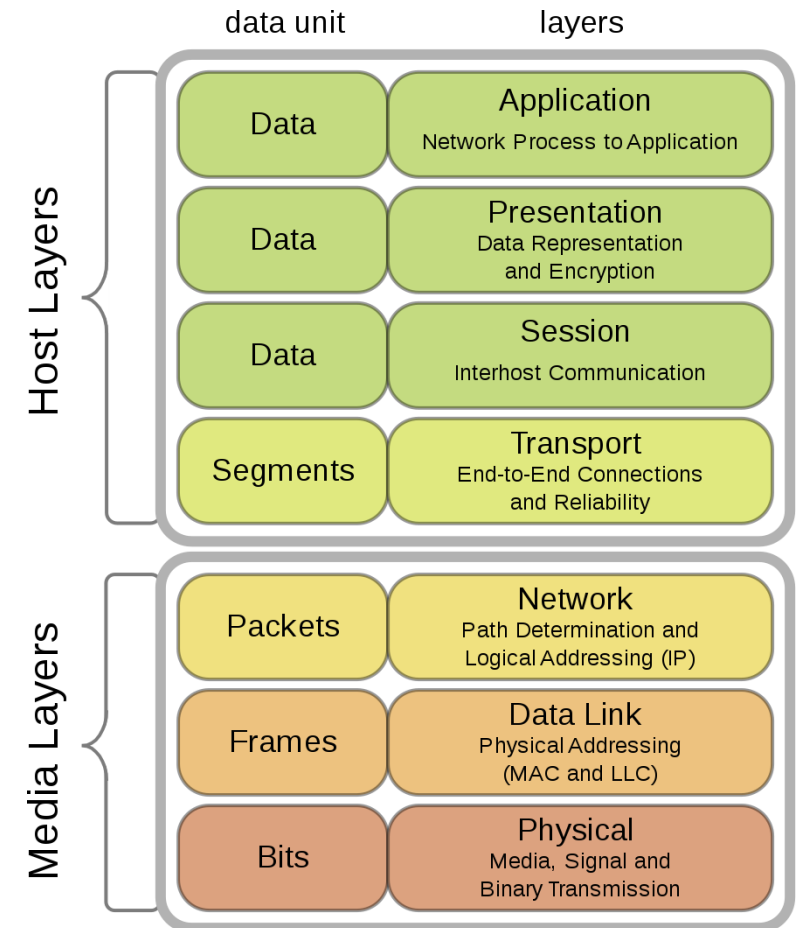 data unit
layers
Host Layers
Data
Application
Network Process to Application
Data
Presentation
Data Representation
and Encryption
Data
Session
Interhost Communication
Segments
Transport
End-to-End Connections
and Reliability
Media Layers
Packets
Network
Path Determination and
Logical Addressing (IP)
Frames
Data Link
Physical Addressing
(MAC and LLC)
Bits
Physical
Media, Signal and
Binary Transmission